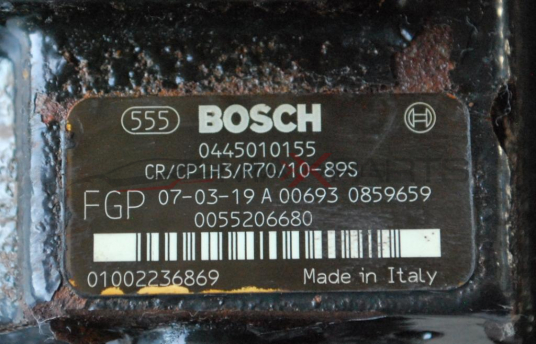 555 BOSCH
0445010155
CR/CP1H3/R70/10-89S
FGP 07-03-19 A 00693 0859659
0055206680
01002236869 Made in Italy